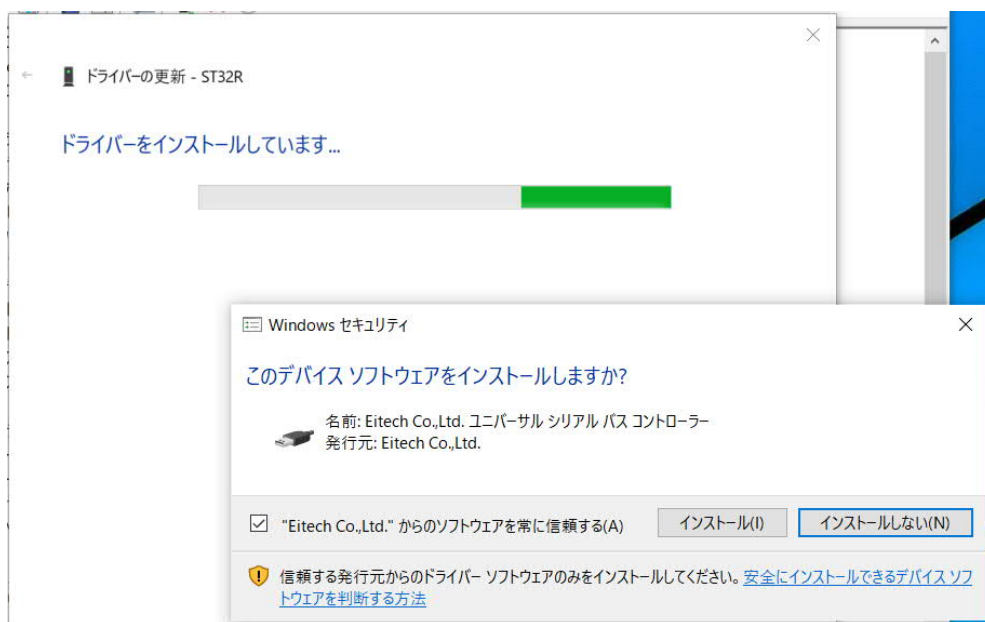 ドライバーの更新 - ST32R
ドライバーをインストールしています...
Windows セキュリティ
このデバイス ソフトウェアをインストールしますか?
名前: Eitech Co.,Ltd. ユニバーサル シリアル バス コントローラー
発行元: Eitech Co.,Ltd.
"Eitech Co.,Ltd." からのソフトウェアを常に信頼する(A)
インストール(I)
インストールしない(N)
信頼する発行元からのドライバー ソフトウェアのみをインストールしてください。安全にインストールできるデバイス ソフ
トウェアを判断する方法